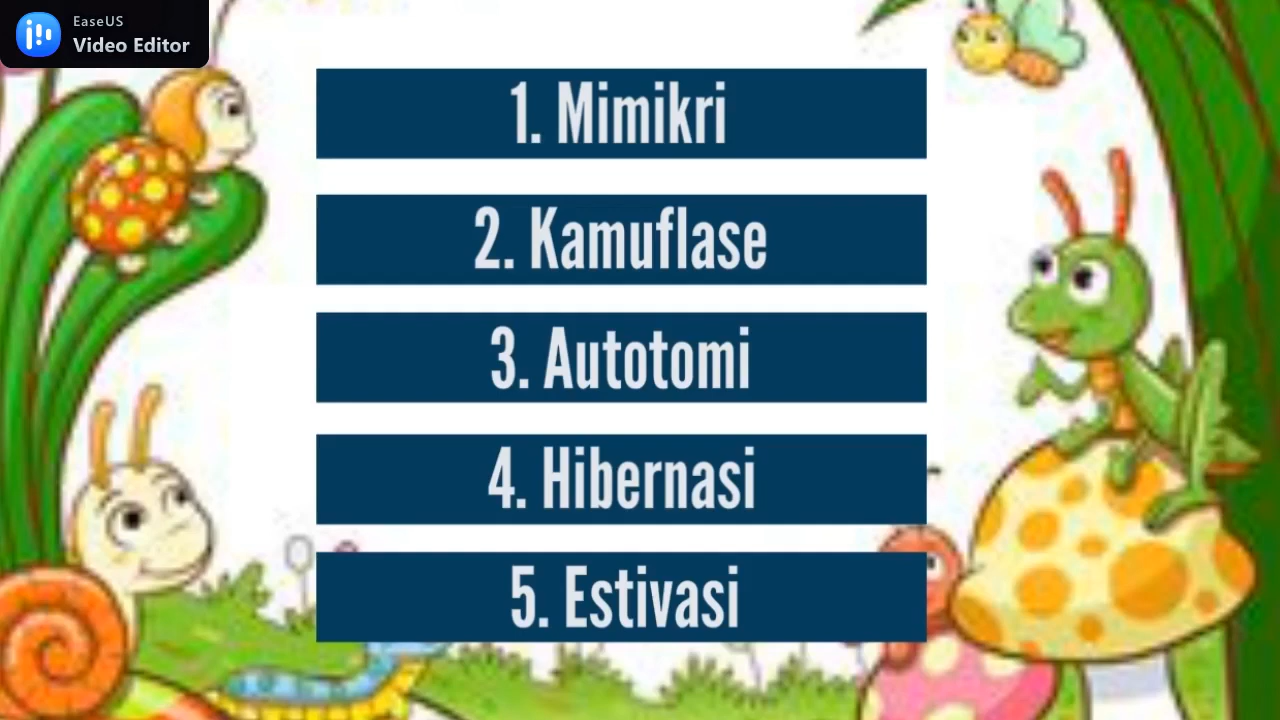 EaseUS
Video Editor
1. Mimikri
2. Kamuflase
3. Autotomi
4. Hibernasi
5. Estivasi